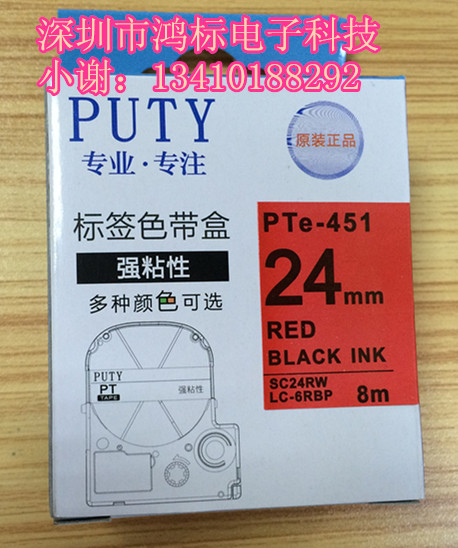 深圳市鸿标电子科技
小谢：13410188292
PUTY
专业·专注
原装正品
标签色带盒
强粘性
多种颜色可选
PUTY
PT
TAPE
强粘性
PTe-451
24mm
RED
BLACK INK
SC24RW
LC-6RBP 8m